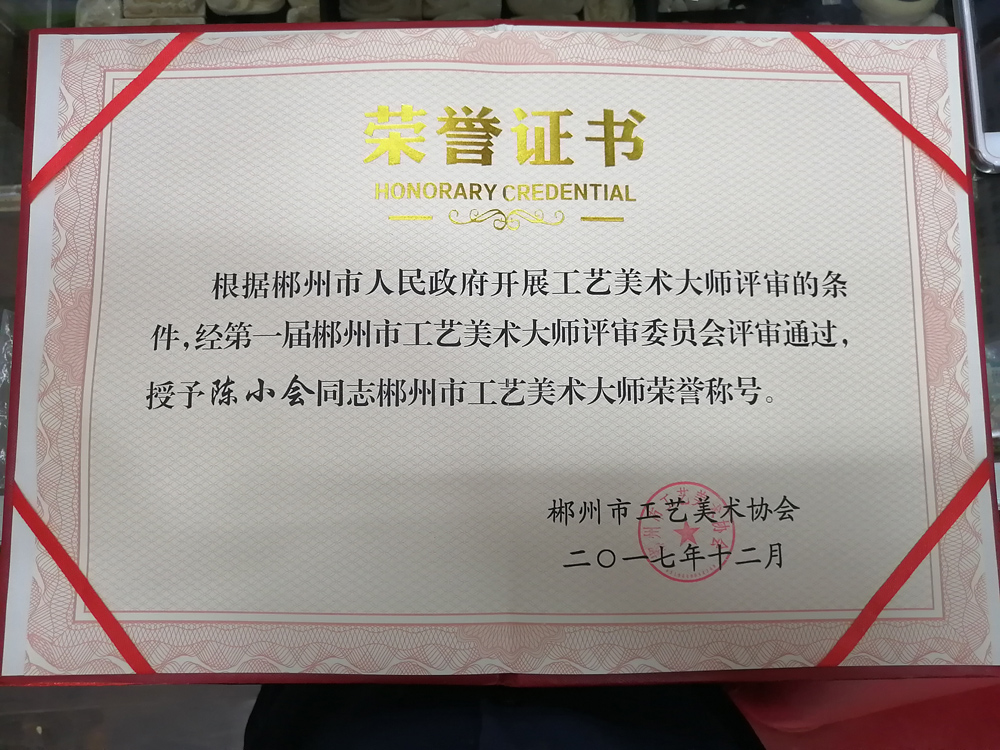 荣誉证书
HONORARY CREDENTIAL
根据郴州市人民政府开展工艺美术大师评审的条
件,经第一届郴州市工艺美术大师评审委员会评审通过,
授予陈小会同志郴州市工艺美术大师荣誉称号。
郴州市工艺美术协会
二〇一七年十二月